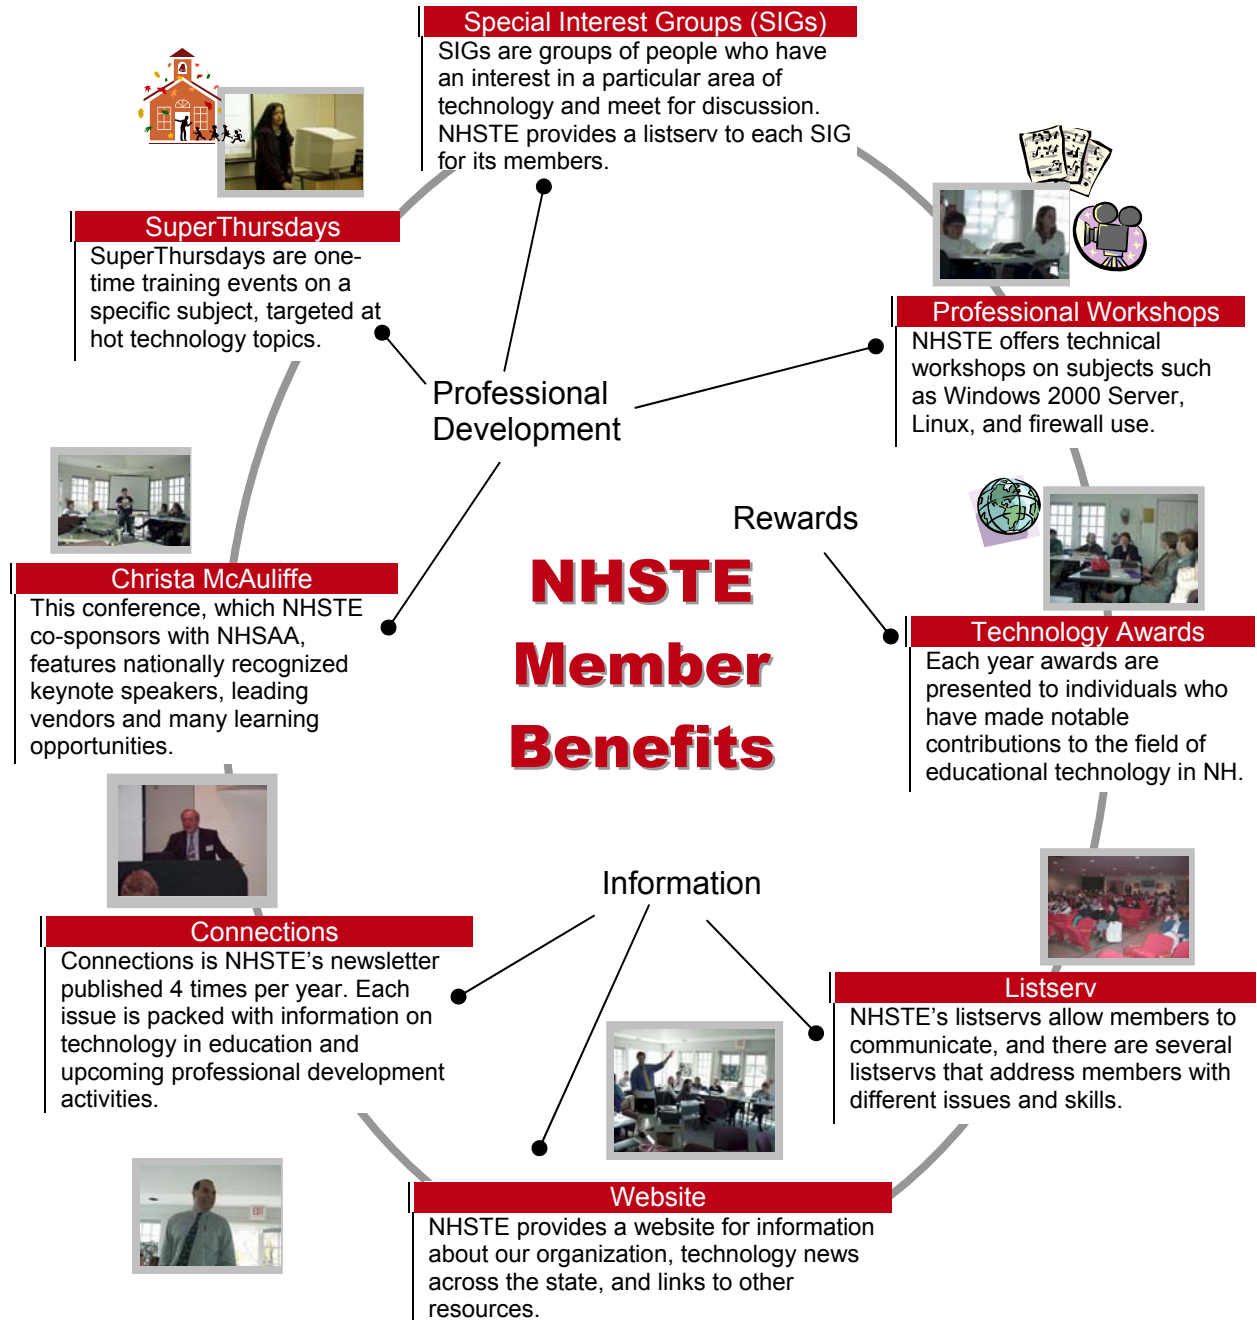 Special Interest Groups (SIGs)
SIGs are groups of people who have
an interest in a particular area of
technology and meet for discussion.
NHSTE provides a listserv to each SIG
for its members.
SuperThursdays
SuperThursdays are one-
time training events on a
specific subject, targeted at
hot technology topics.
Professional Workshops
NHSTE offers technical
workshops on subjects such
as Windows 2000 Server,
Linux, and firewall use.
Professional
Development
Rewards
NHSTE
Member
Benefits
Christa McAuliffe
This conference, which NHSTE
co-sponsors with NHSAA,
features nationally recognized
keynote speakers, leading
vendors and many learning
opportunities.
Technology Awards
Each year awards are
presented to individuals who
have made notable
contributions to the field of
educational technology in NH.
Information
Connections
Connections is NHSTE’s newsletter
published 4 times per year. Each
issue is packed with information on
technology in education and
upcoming professional development
activities.
Listserv
NHSTE’s listservs allow members to
communicate, and there are several
listservs that address members with
different issues and skills.
EXIT
Website
NHSTE provides a website for information
about our organization, technology news
across the state, and links to other
resources.